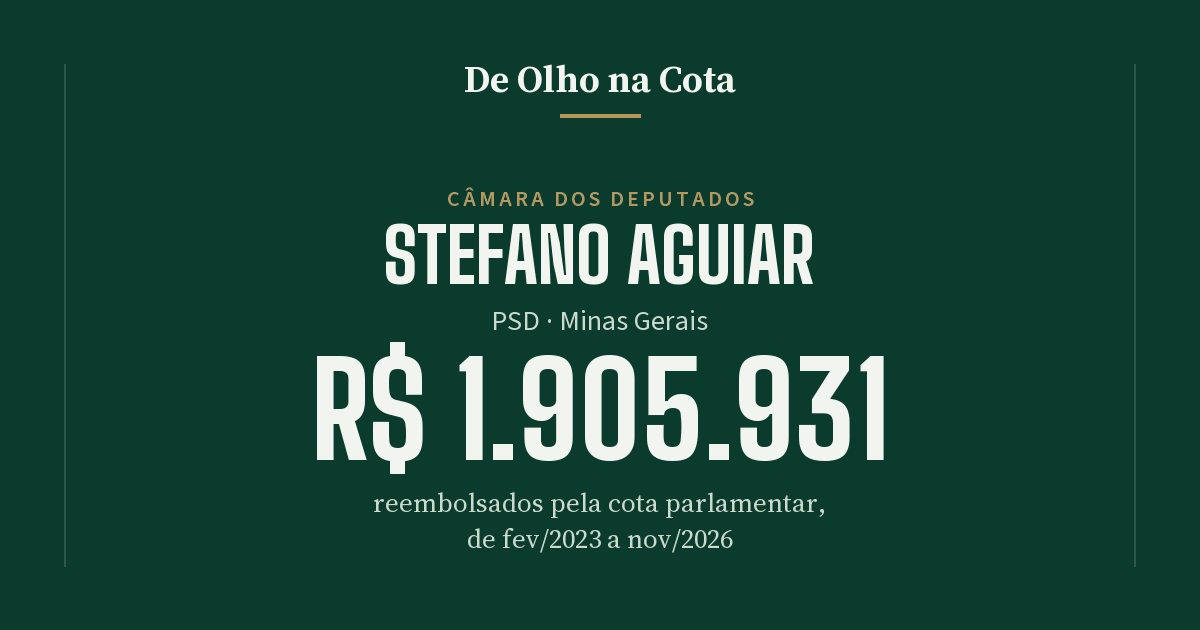 De Olho na Cota
CÂMARA DOS DEPUTADOS
STEFANO AGUIAR
PSD · Minas Gerais
R$ 1.905.931
reembolsados pela cota parlamentar,
de fev/2023 a nov/2026